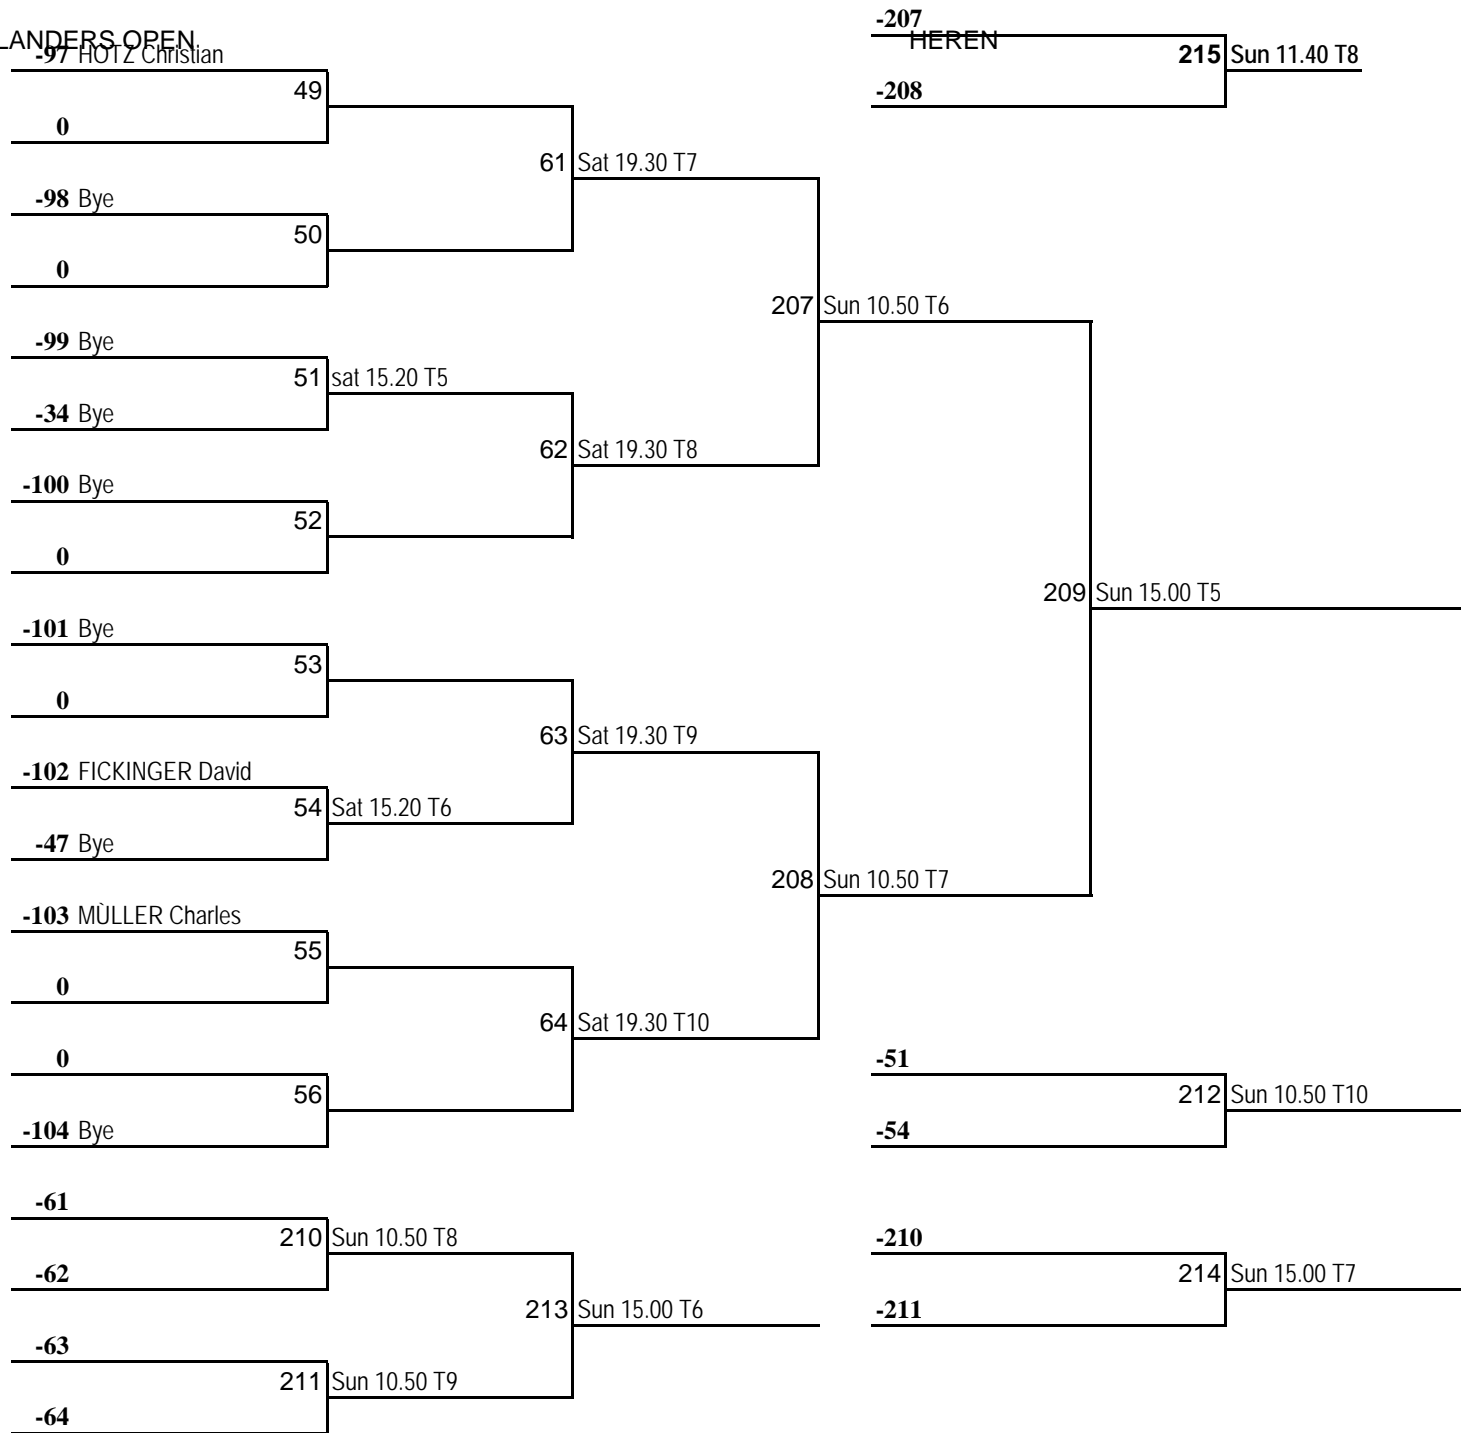 LANDERS OPEN
HEREN
-207
-97 HOTZ Christian
215 Sun 11.40 T8
49
-208
0
61 Sat 19.30 T7
-98 Bye
50
0
207 Sun 10.50 T6
-99 Bye
51 sat 15.20 T5
-34 Bye
62 Sat 19.30 T8
-100 Bye
52
0
209 Sun 15.00 T5
-101 Bye
53
0
63 Sat 19.30 T9
-102 FICKINGER David
54 Sat 15.20 T6
-47 Bye
208 Sun 10.50 T7
-103 MÙLLER Charles
55
0
64 Sat 19.30 T10
0
-51
56
212 Sun 10.50 T10
-104 Bye
-54
-61
210 Sun 10.50 T8
-210
-62
214 Sun 15.00 T7
213 Sun 15.00 T6
-211
-63
211 Sun 10.50 T9
-64